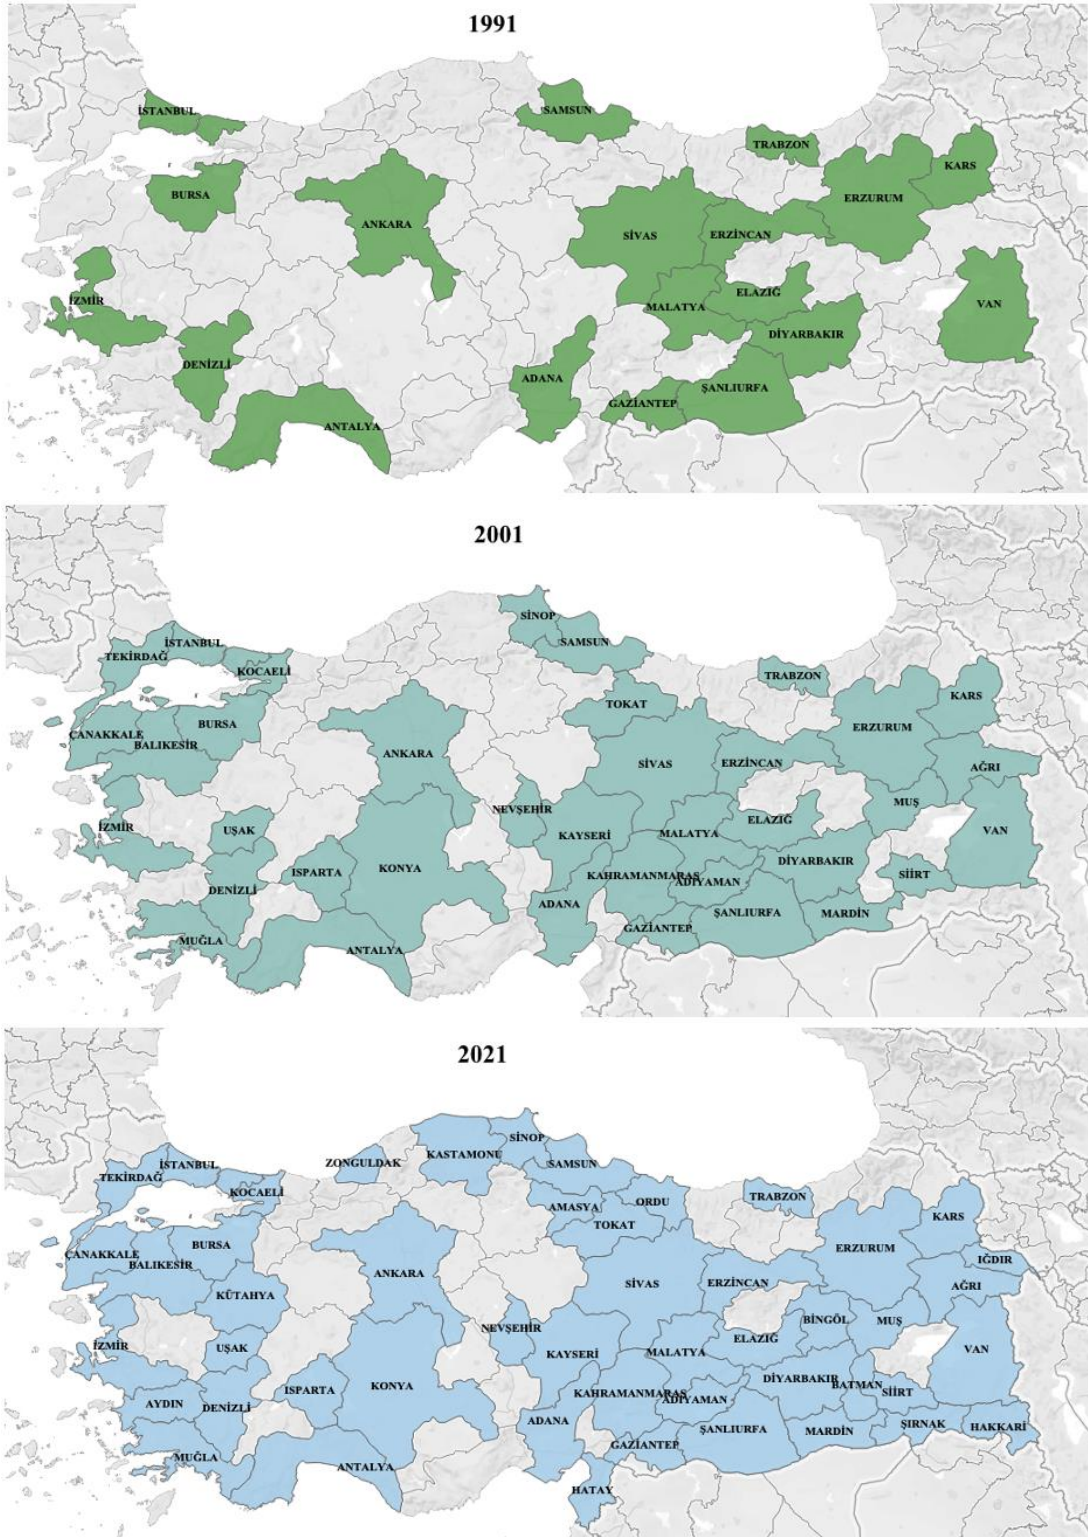 1991
İSTANBUL
SAMSUN
TRABZON
KARS
BURSA
ERZURUM
ANKARA
SİVAS
ERZİNCAN
ELAZIĞ
İZMİR
MALATYA
VAN
DİYARBAKIR
DENİZLİ
ADANA
ŞANLIURFA
GAZİANTEP
ANTALYA
2001
SİNOP
İSTANBUL
SAMSUN
TEKİRDAĞ
KOCAELİ
TRABZON
KARS
TOKAT
BURSA
ERZURUM
ÇANAKKALE
BALIKESİR
ANKARA
SİVAS
ERZİNCAN
AĞRI
MUŞ
NEVŞEHİR
İZMİR
UŞAK
KAYSERİ
MALATYA
ELAZIĞ
VAN
DİYARBAKIR
ISPARTA
KONYA
KAHRAMANMARAŞ
ADIYAMAN
SİİRT
DENİZLİ
ADANA
ŞANLIURFA
MARDİN
GAZİANTEP
MUĞLA
ANTALYA
2021
SİNOP
KASTAMONU
ZONGULDAK
İSTANBUL
SAMSUN
TEKİRDAĞ
KOCAELİ
TRABZON
ORDU
AMASYA
KARS
TOKAT
BURSA
ERZURUM
ÇANAKKALE
BALIKESİR
IĞDIR
ANKARA
SİVAS
ERZİNCAN
AĞRI
KÜTAHYA
BİNGÖL
MUŞ
NEVŞEHİR
ELAZIĞ
İZMİR
UŞAK
KAYSERİ
MALATYA
VAN
DİYARBAKIR
BATMAN
SİİRT
ISPARTA
KONYA
KAHRAMANMARAŞ
ADIYAMAN
AYDIN
DENİZLİ
ADANA
ŞANLIURFA
MARDİN
ŞIRNAK
HAKKARİ
GAZİANTEP
MUĞLA
ANTALYA
HATAY